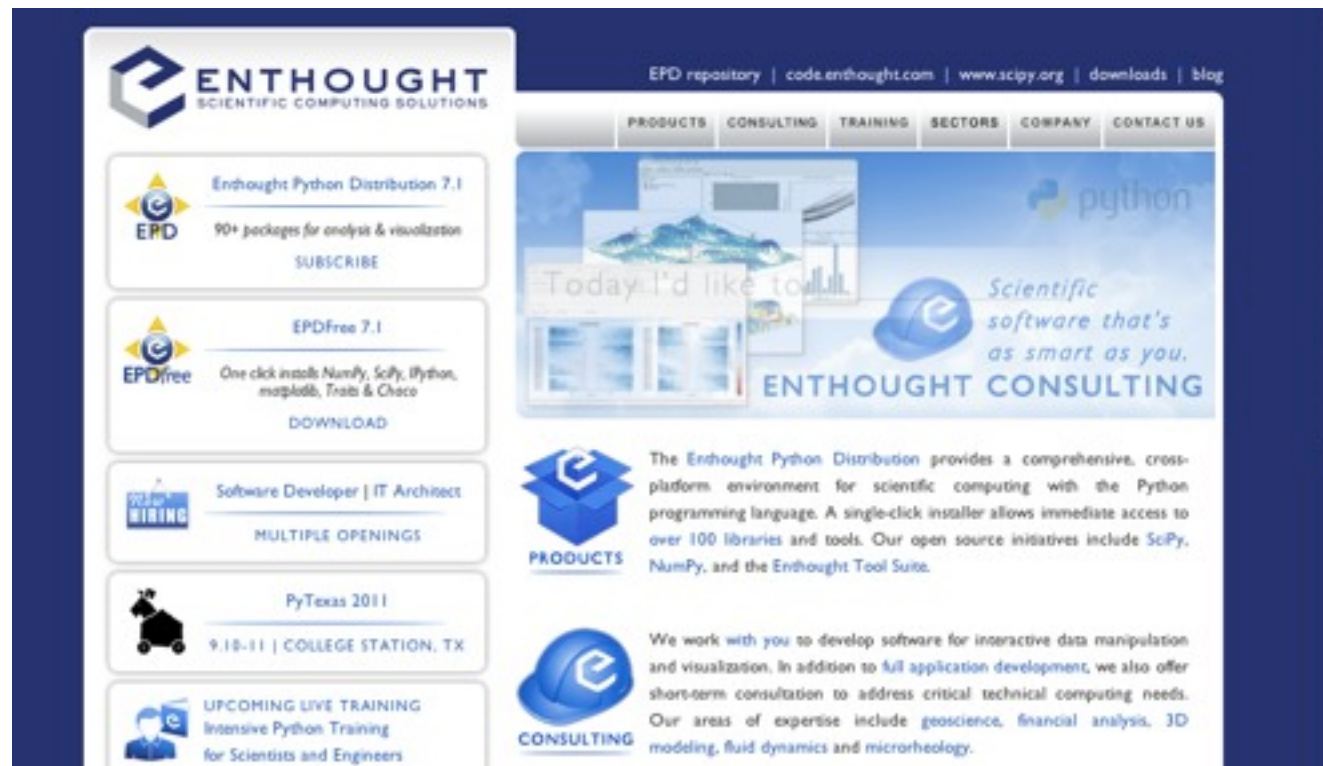 ENTHOUGHT
SCIENTIFIC COMPUTING SOLUTIONS
EPD repository | code.enthought.com | www.scipy.org | downloads | blog
PRODUCTS CONSULTING TRAINING SECTORS COMPANY CONTACT US
Enthought Python Distribution 7.1
EPD
90+ packages for analysis & visualization
SUBSCRIBE
EPDFree 7.1
EPDfree
One click installs NumPy, SciPy, IPython,
matplotlib, Traits & Chaco
DOWNLOAD
HIRING
Software Developer | IT Architect
MULTIPLE OPENINGS
PyTexas 2011
9.10-11 | COLLEGE STATION, TX
UPCOMING LIVE TRAINING
Intensive Python Training
for Scientists and Engineers
python
Today I'd like to
Scientific
software that's
as smart as you.
ENTHOUGHT CONSULTING
The Enthought Python Distribution provides a comprehensive, cross-
platform environment for scientific computing with the Python
programming language. A single-click installer allows immediate access to
over 100 libraries and tools. Our open source initiatives include SciPy,
NumPy, and the Enthought Tool Suite.
PRODUCTS
We work with you to develop software for interactive data manipulation
and visualization. In addition to full application development, we also offer
short-term consultation to address critical technical computing needs.
Our areas of expertise include geoscience, financial analysis, 3D
modeling, fluid dynamics and microrheology.
CONSULTING